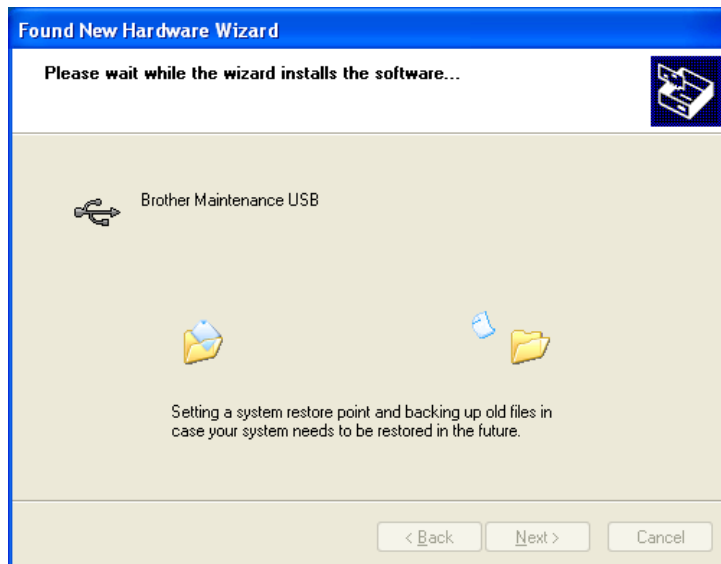 Found New Hardware Wizard
Please wait while the wizard installs the software...
Brother Maintenance USB
Setting a system restore point and backing up old files in
case your system needs to be restored in the future.
< Back Next > Cancel